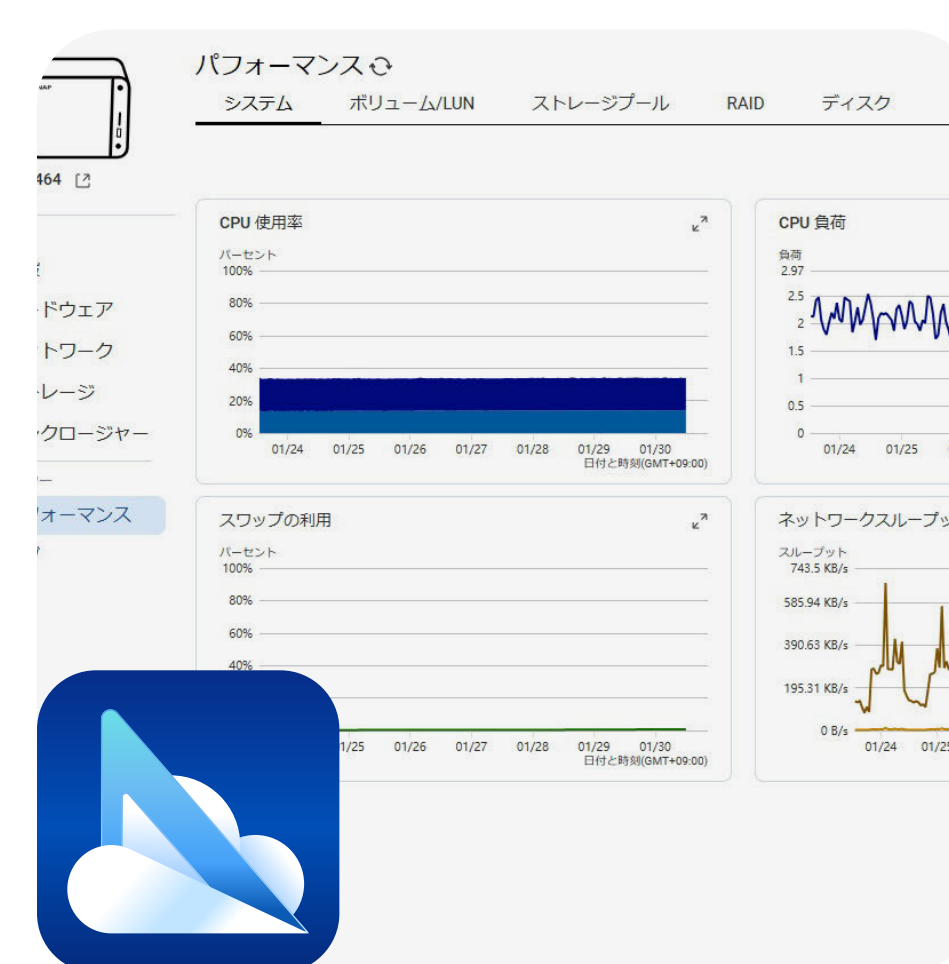 パフォーマンス
システム ボリューム/LUN ストレージプール RAID ディスク
464
ドウェア
トワーク
レージ
クロージャー
ォーマンス
CPU 使用率
パーセント
100%
80%
60%
40%
20%
0%
01/24 01/25 01/26 01/27 01/28 01/29 01/30
日付と時刻(GMT+09:00)
CPU 負荷
負荷
2.97
2.5
2
1.5
1
0.5
0
01/24 01/25
スワップの利用
パーセント
100%
80%
60%
40%
1/25 01/26 01/27 01/28 01/29 01/30
日付と時刻(GMT+09:00)
ネットワークスループッ
スループット
743.5 KB/s
585.94 KB/s
390.63 KB/s
195.31 KB/s
0 B/s
01/24 01/25